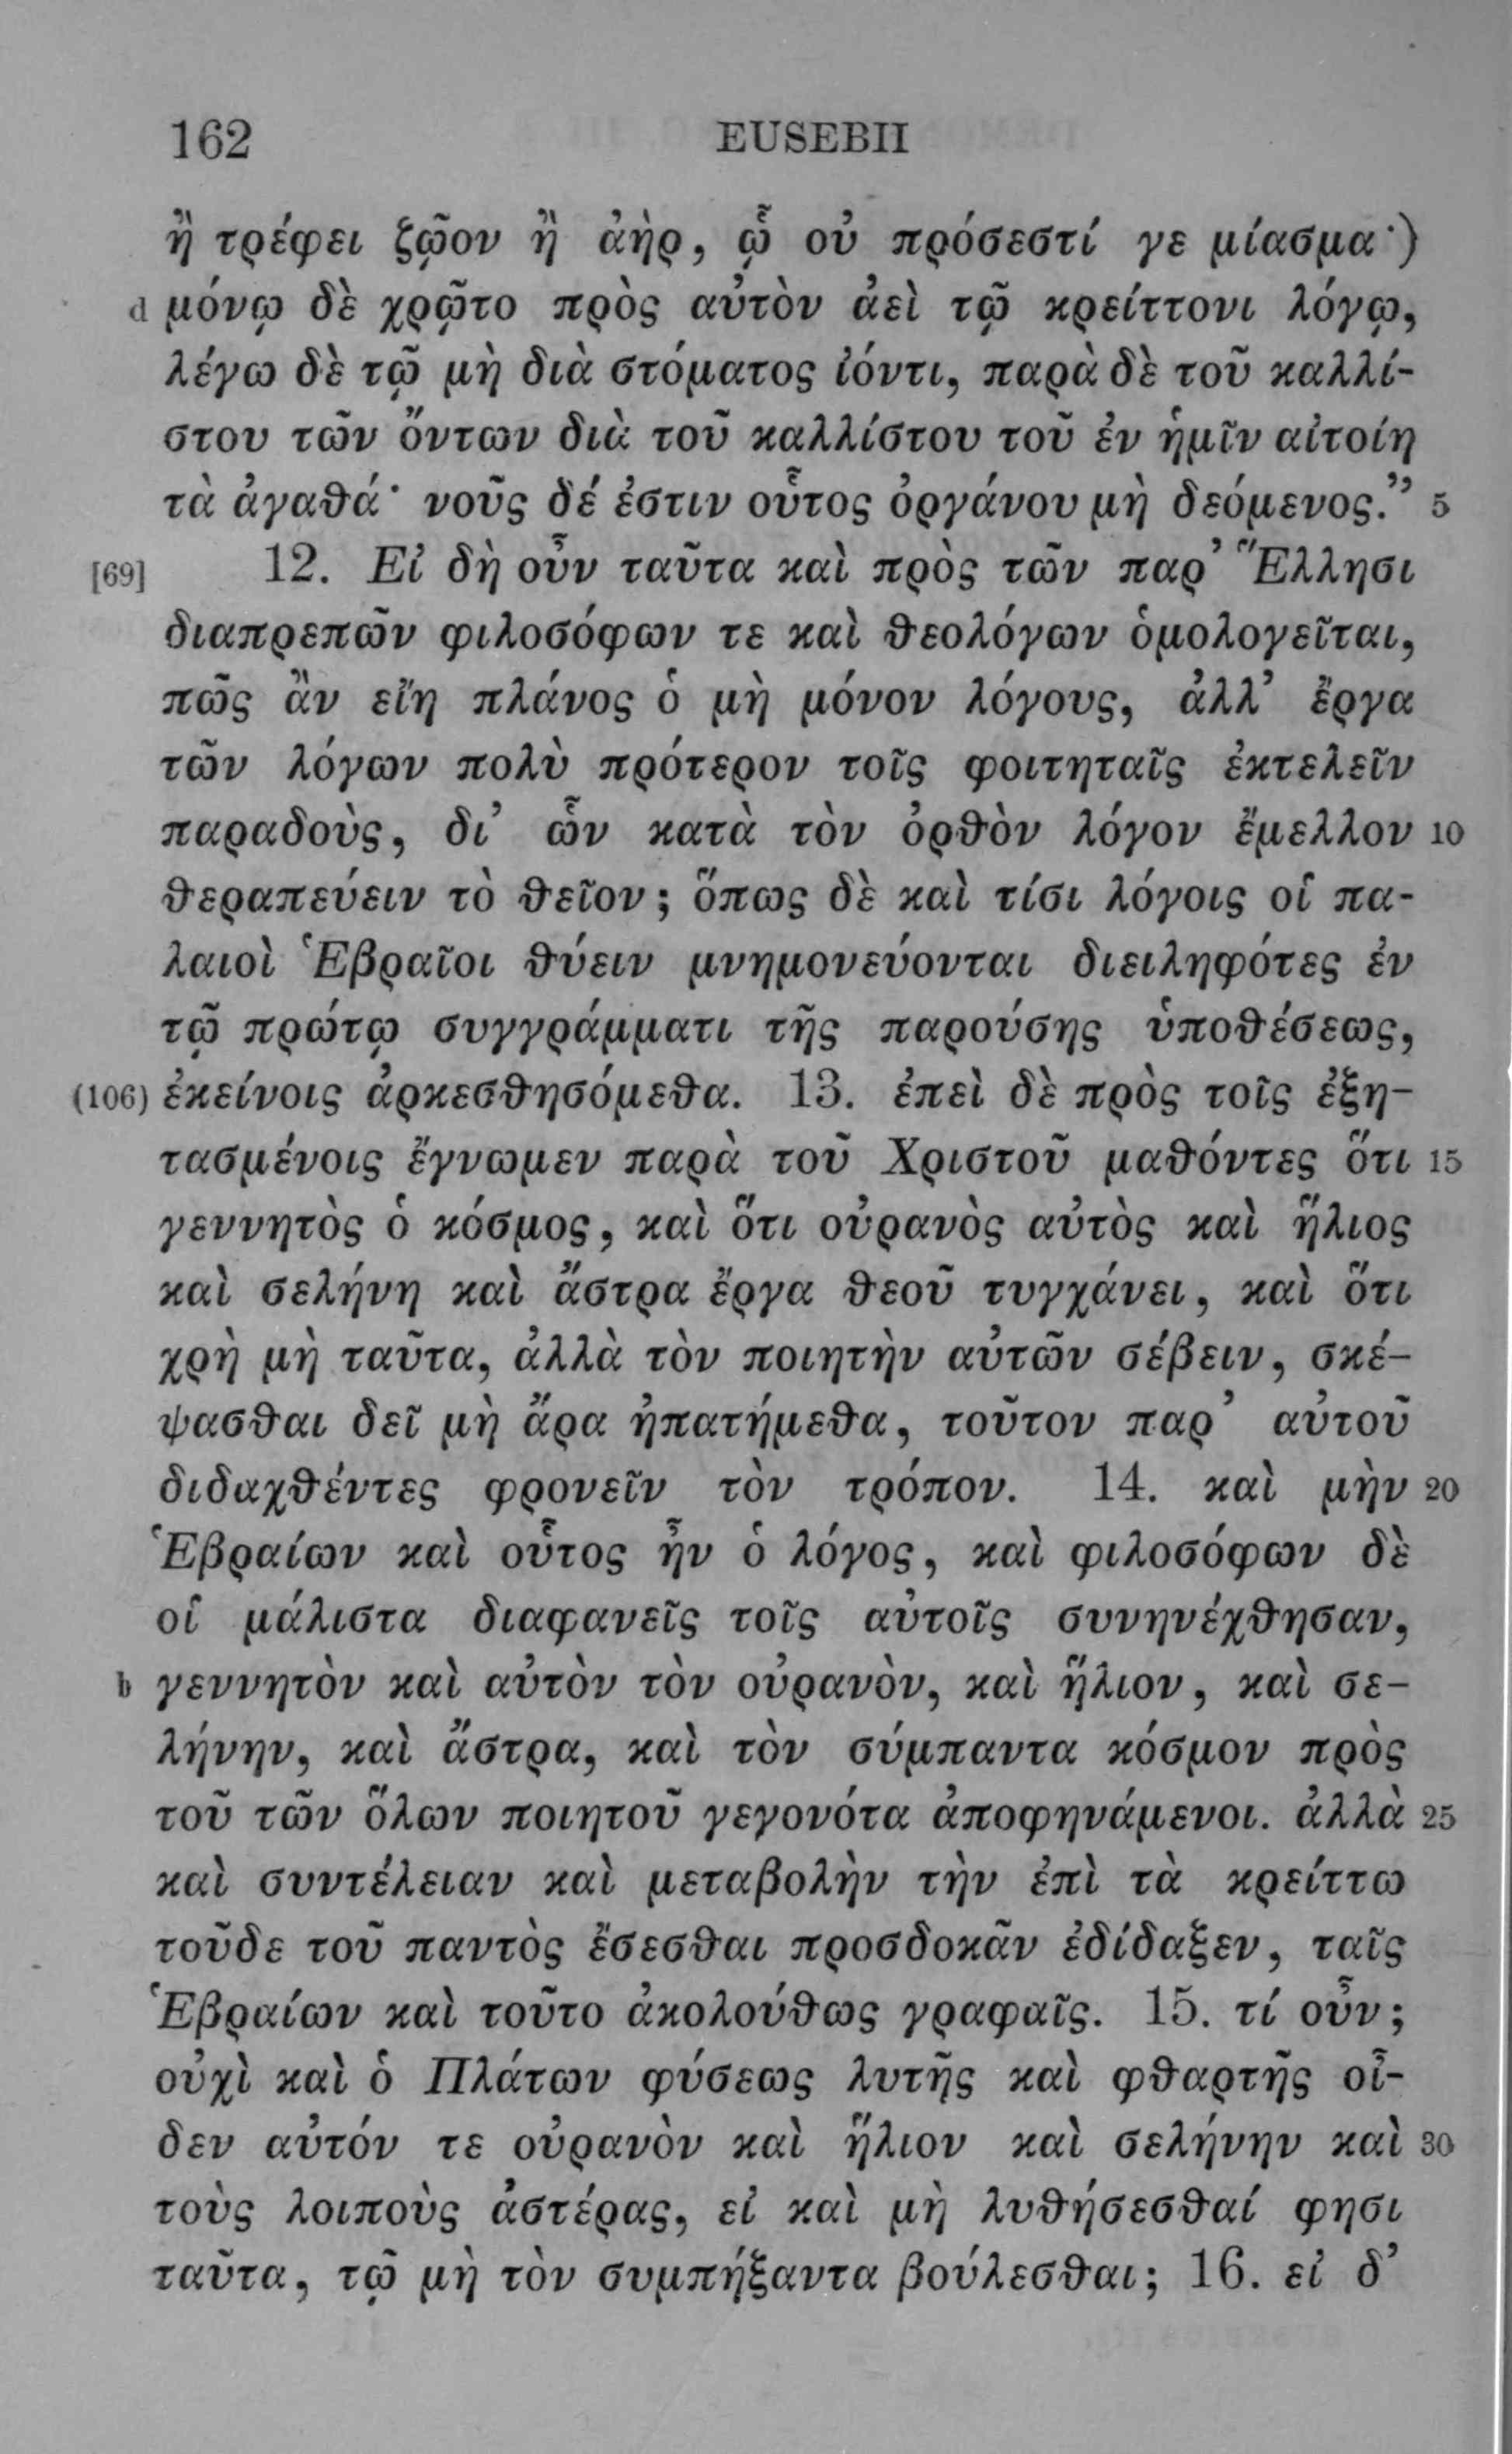 162 EUSEBII
ἢ τρέφει ζῷον ἢ ἀὴρ, ᾧ οὐ πρόσεστί γε μίασμα·)
d μόνῳ δὲ χρῷτο πρὸς αὐτὸν ἀεὶ τῷ κρείττονι λόγῳ,
λέγω δὲ τῷ μὴ διὰ στόματος ἰόντι, παρὰ δὲ τοῦ καλλί-
στου τῶν ὄντων διὰ τοῦ καλλίστου τοῦ ἐν ἡμῖν αἰτοίη
τὰ ἀγαθά· νοῦς δέ ἐστιν οὗτος ὀργάνου μὴ δεόμενος.” 5
[69] 12. Εἰ δὴ οὖν ταῦτα καὶ πρὸς τῶν παρ’ Ἕλλησι
διαπρεπῶν φιλοσόφων τε καὶ θεολόγων ὁμολογεῖται,
πῶς ἂν εἴη πλάνος ὁ μὴ μόνον λόγους, ἀλλ’ ἔργα
τῶν λόγων πολὺ πρότερον τοῖς φοιτηταῖς ἐκτελεῖν
παραδοὺς, δι’ ὧν κατὰ τὸν ὀρθὸν λόγον ἔμελλον 10
θεραπεύειν τὸ θεῖον; ὅπως δὲ καὶ τίσι λόγοις οἱ πα-
λαιοὶ Ἑβραῖοι θύειν μνημονεύονται διειληφότες ἐν
τῷ πρώτῳ συγγράμματι τῆς παρούσης ὑποθέσεως,
(106) ἐκείνοις ἀρκεσθησόμεθα. 13. ἐπεὶ δὲ πρὸς τοῖς ἐξη-
τασμένοις ἔγνωμεν παρὰ τοῦ Χριστοῦ μαθόντες ὅτι 15
γεννητὸς ὁ κόσμος, καὶ ὅτι οὐρανὸς αὐτὸς καὶ ἥλιος
καὶ σελήνη καὶ ἄστρα ἔργα θεοῦ τυγχάνει, καὶ ὅτι
χρὴ μὴ ταῦτα, ἀλλὰ τὸν ποιητὴν αὐτῶν σέβειν, σκέ-
ψασθαι δεῖ μὴ ἄρα ἠπατήμεθα, τοῦτον παρ’ αὐτοῦ
διδαχθέντες φρονεῖν τὸν τρόπον. 14. καὶ μὴν 20
Ἑβραίων καὶ οὗτος ἦν ὁ λόγος, καὶ φιλοσόφων δὲ
οἱ μάλιστα διαφανεῖς τοῖς αὐτοῖς συνηνέχθησαν,
b γεννητὸν καὶ αὐτὸν τὸν οὐρανὸν, καὶ ἥλιον, καὶ σε-
λήνην, καὶ ἄστρα, καὶ τὸν σύμπαντα κόσμον πρὸς
τοῦ τῶν ὅλων ποιητοῦ γεγονότα ἀποφηνάμενοι. ἀλλὰ 25
καὶ συντέλειαν καὶ μεταβολὴν τὴν ἐπὶ τὰ κρείττω
τοῦδε τοῦ παντὸς ἔσεσθαι προσδοκᾶν ἐδίδαξεν, ταῖς
Ἑβραίων καὶ τοῦτο ἀκολούθως γραφαῖς. 15. τί οὖν;
οὐχὶ καὶ ὁ Πλάτων φύσεως λυτῆς καὶ φθαρτῆς οἶ-
δεν αὐτόν τε οὐρανὸν καὶ ἥλιον καὶ σελήνην καὶ 30
τοὺς λοιποὺς ἀστέρας, εἰ καὶ μὴ λυθήσεσθαί φησι
ταῦτα, τῷ μὴ τὸν συμπήξαντα βούλεσθαι; 16. εἰ δ’